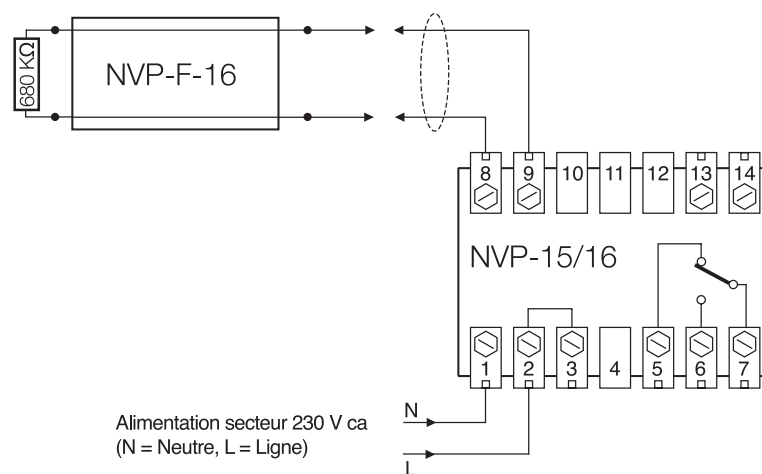 680 KΩ
NVP-F-16
8 9 10 11 12 13 14
NVP-15/16
1 2 3 4 5 6 7
N
Alimentation secteur 230 V ca
(N = Neutre, L = Ligne)
L